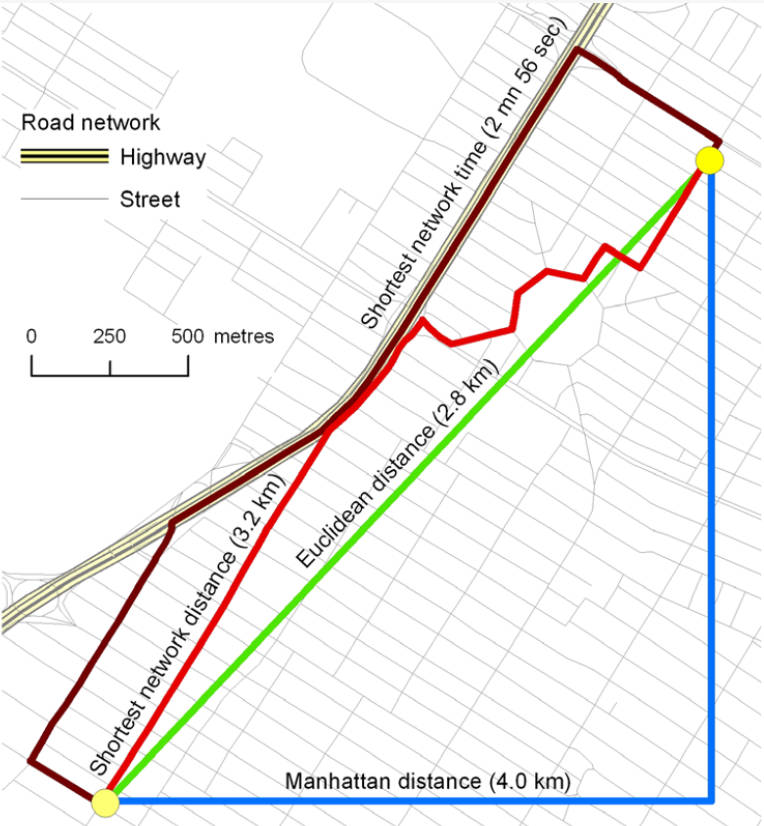 Road network
Highway
Street
0 250 500 metres
Shortest network time (2 mn 56 sec)
Euclidean distance (2.8 km)
Shortest network distance (3.2 km)
Manhattan distance (4.0 km)